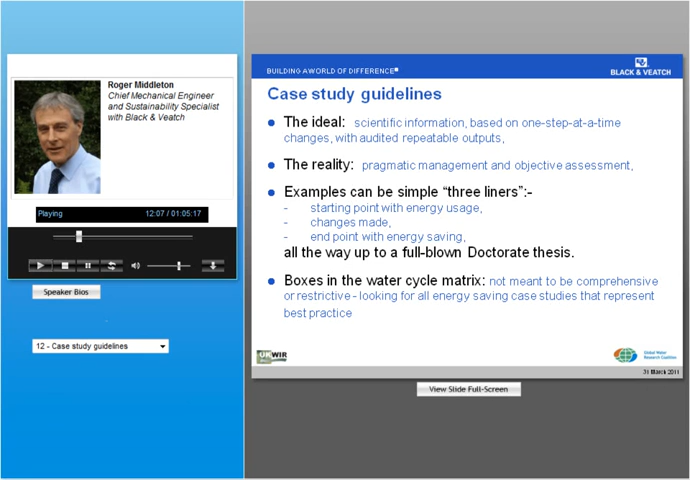 Roger Middleton
Chief Mechanical Engineer
and Sustainability Specialist
with Black & Veatch
Playing 12:07 / 01:05:17
Speaker Bios
12 - Case study guidelines
BUILDING A WORLD OF DIFFERENCE
BLACK & VEATCH
Case study guidelines
● The ideal: scientific information, based on one-step-at-a-time
changes, with audited repeatable outputs,
● The reality: pragmatic management and objective assessment,
● Examples can be simple “three liners”:-
- starting point with energy usage,
- changes made,
- end point with energy saving,
all the way up to a full-blown Doctorate thesis.
● Boxes in the water cycle matrix: not meant to be comprehensive
or restrictive - looking for all energy saving case studies that represent
best practice
UKWIR
Global Water
Research Coalition
31 March 2011
View Slide Full-Screen